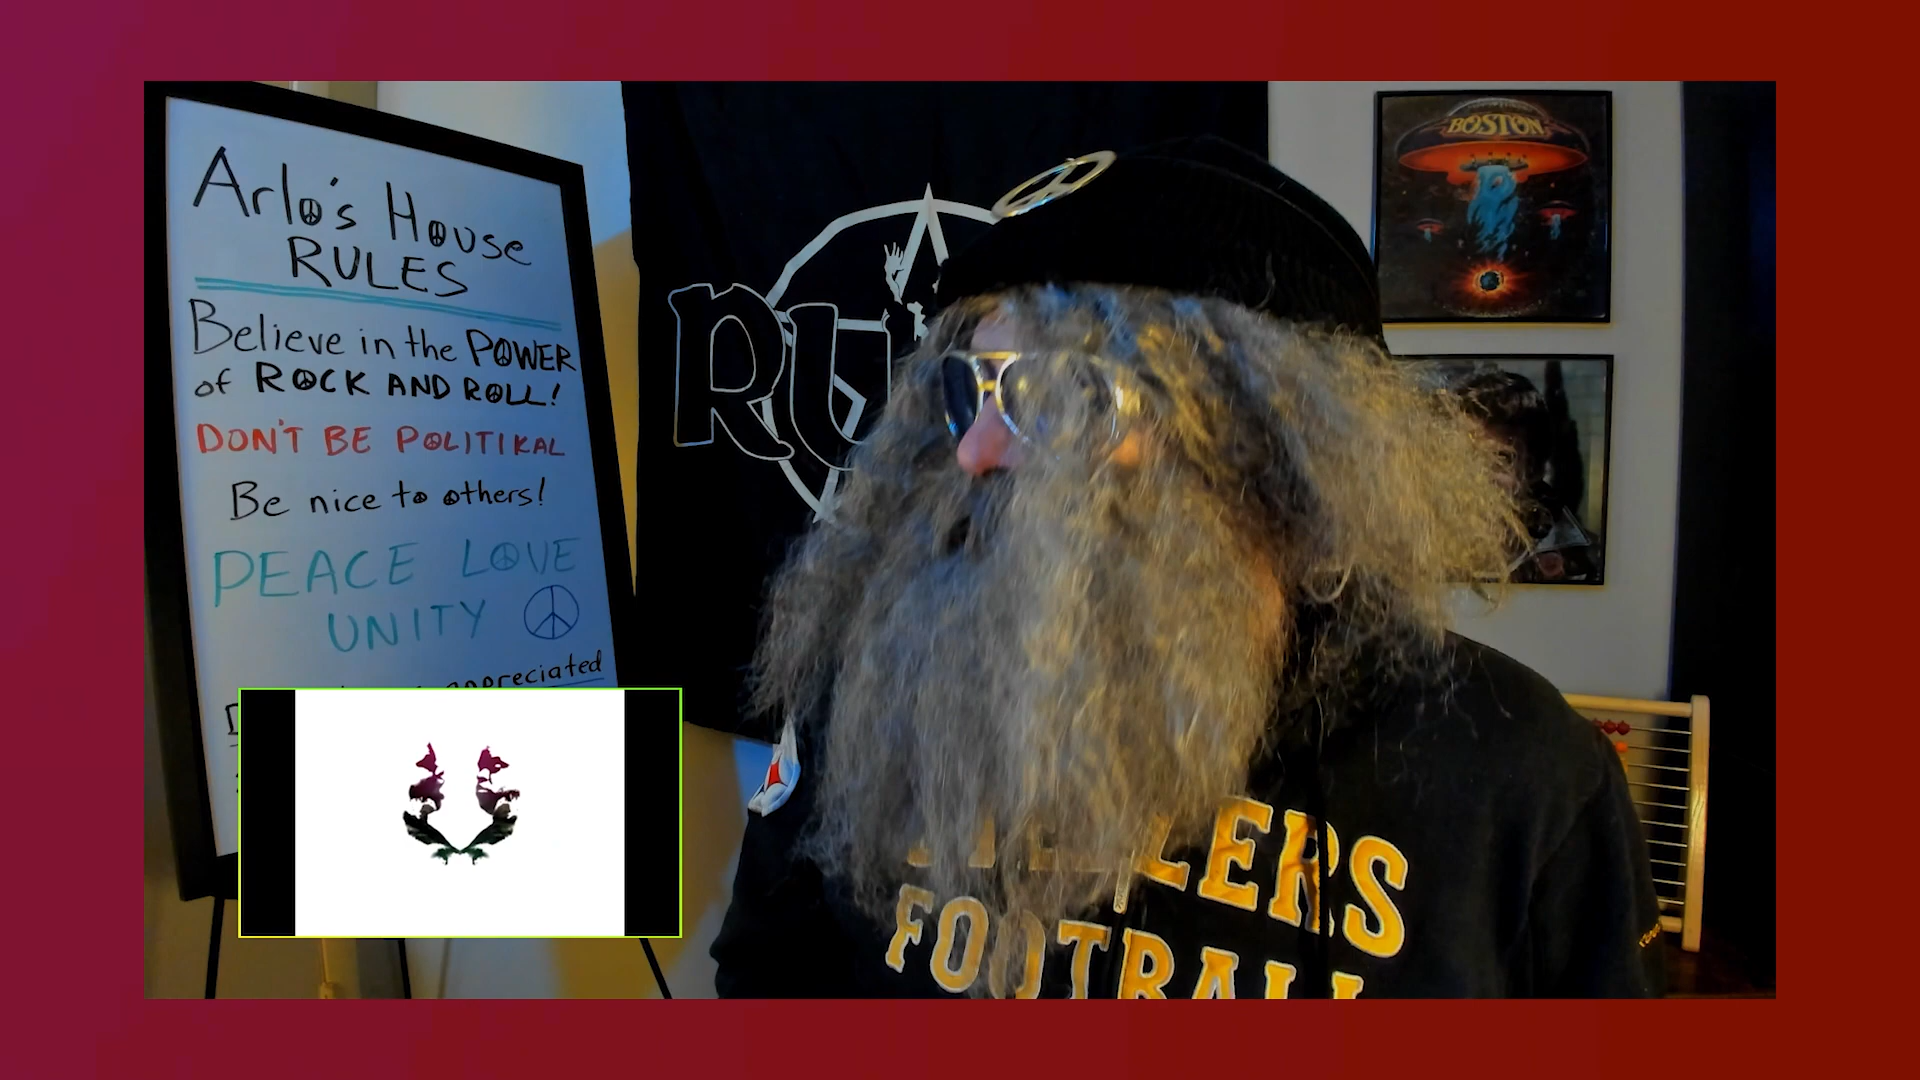 Arlo's House
RULES
Believe in the POWER
of ROCK AND ROLL!
DON'T BE POLITIKAL
Be nice to others!
PEACE LOVE
UNITY
appreciated
RU
BOSTON
FOOTBALL